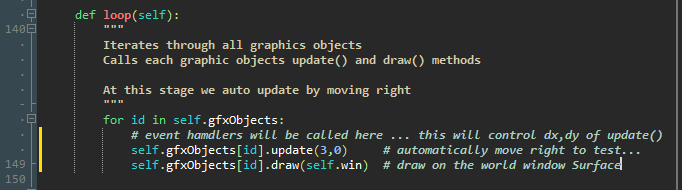 def loop(self):
140 """
Iterates through all graphics objects
Calls each graphic objects update() and draw() methods
At this stage we auto update by moving right
"""
for id in self.gfxObjects:
# event hamdlers will be called here ... this will control dx,dy of update()
self.gfxObjects[id].update(3,0) # automatically move right to test...
149 self.gfxObjects[id].draw(self.win) # draw on the world window Surface
150